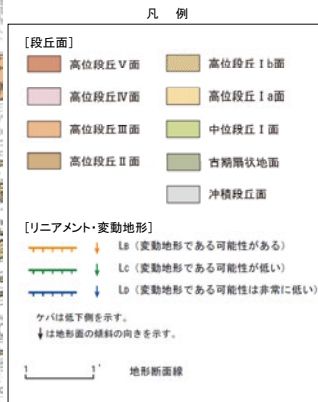 凡 例
[段丘面]
高位段丘Ⅴ面
高位段丘Ⅳ面
高位段丘Ⅲ面
高位段丘Ⅱ面
高位段丘Ⅰb面
高位段丘Ⅰa面
中位段丘Ⅰ面
古期扇状地面
沖積段丘面
[リニアメント・変動地形]
LB (変動地形である可能性がある)
LC (変動地形である可能性が低い)
LD (変動地形である可能性は非常に低い)
ケバは低下側を示す。
↓は地形面の傾斜の向きを示す。
1 1' 地形断面線